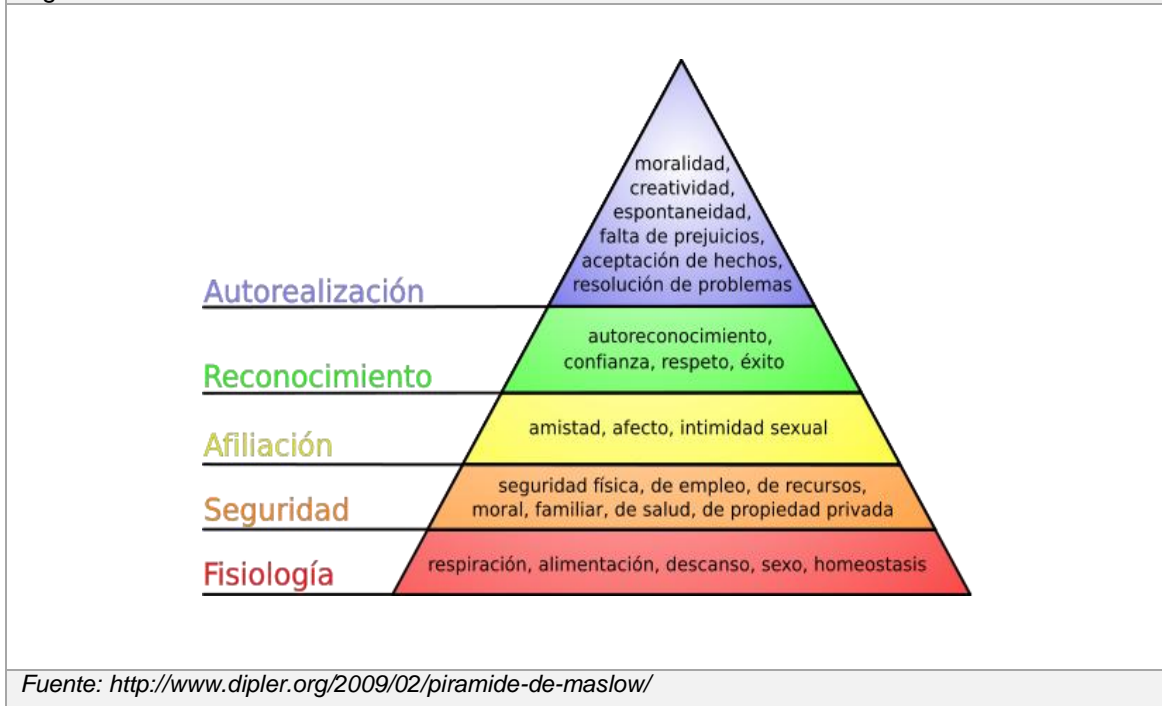 moralidad,
creatividad,
espontaneidad,
falta de prejuicios,
aceptación de hechos,
resolución de problemas
Autorealización
autoreconocimiento,
confianza, respeto, éxito
Reconocimiento
amistad, afecto, intimidad sexual
Afiliación
seguridad física, de empleo, de recursos,
moral, familiar, de salud, de propiedad privada
Seguridad
respiración, alimentación, descanso, sexo, homeostasis
Fisiología
Fuente: http://www.dipler.org/2009/02/piramide-de-maslow/